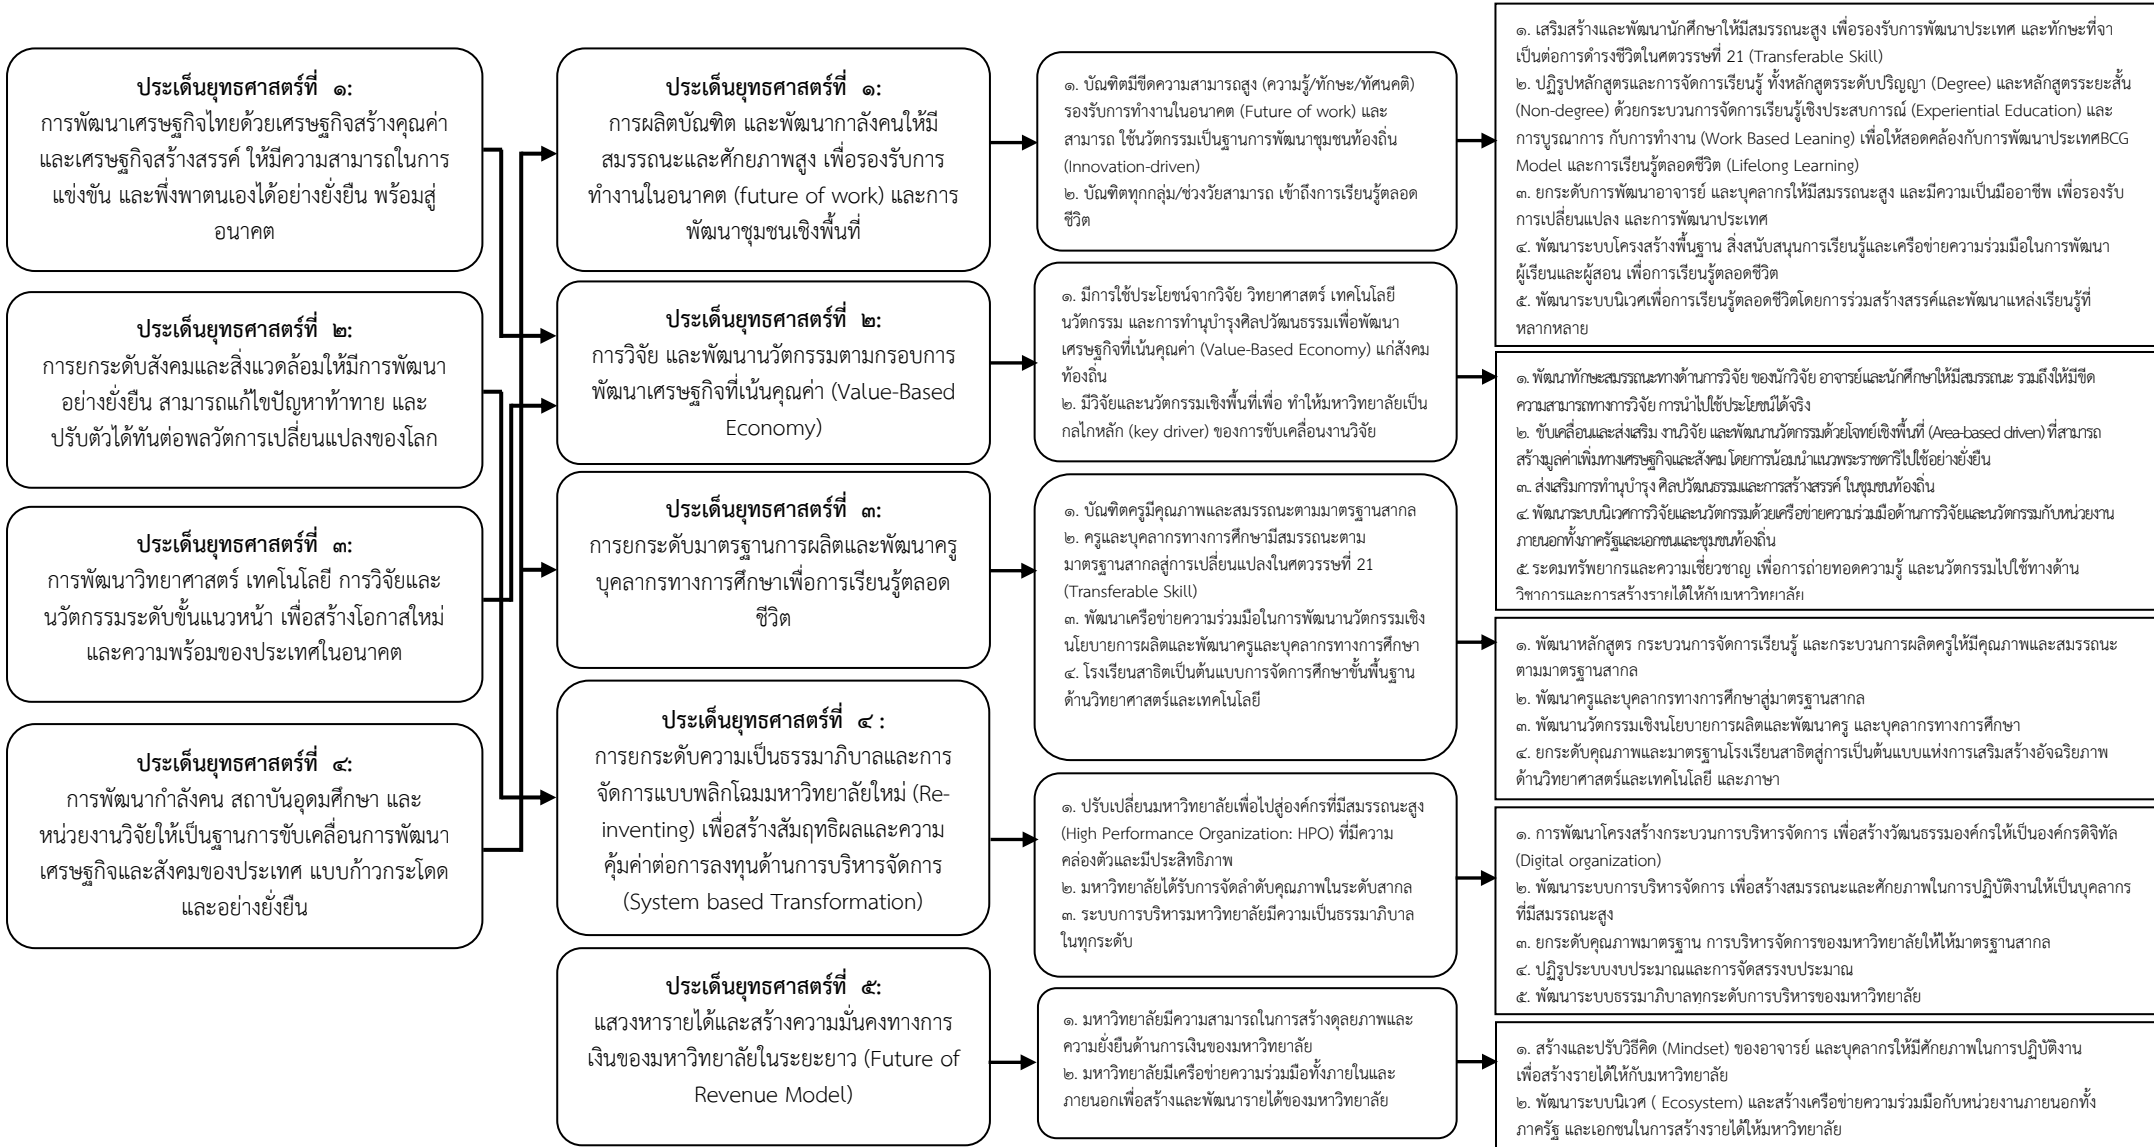 ประเด็นยุทธศาสตร์ที่ ๑:
การพัฒนาเศรษฐกิจไทยด้วยเศรษฐกิจสร้างคุณค่า
และเศรษฐกิจสร้างสรรค์ ให้มีความสามารถในการ
แข่งขัน และพึ่งพาตนเองได้อย่างยั่งยืน พร้อมสู่
อนาคต
ประเด็นยุทธศาสตร์ที่ ๒:
การยกระดับสังคมและสิ่งแวดล้อมให้มีการพัฒนา
อย่างยั่งยืน สามารถแก้ไขปัญหาท้าทาย และ
ปรับตัวได้ทันต่อพลวัตการเปลี่ยนแปลงของโลก
ประเด็นยุทธศาสตร์ที่ ๓:
การพัฒนาวิทยาศาสตร์ เทคโนโลยี การวิจัยและ
นวัตกรรมระดับขั้นแนวหน้า เพื่อสร้างโอกาสใหม่
และความพร้อมของประเทศในอนาคต
ประเด็นยุทธศาสตร์ที่ ๔:
การพัฒนากำลังคน สถาบันอุดมศึกษา และ
หน่วยงานวิจัยให้เป็นฐานการขับเคลื่อนการพัฒนา
เศรษฐกิจและสังคมของประเทศ แบบก้าวกระโดด
และอย่างยั่งยืน
ประเด็นยุทธศาสตร์ที่ ๑:
การผลิตบัณฑิต และพัฒนากาลังคนให้มี
สมรรถนะและศักยภาพสูง เพื่อรองรับการ
ทำงานในอนาคต (future of work) และการ
พัฒนาชุมชนเชิงพื้นที่
ประเด็นยุทธศาสตร์ที่ ๒:
การวิจัย และพัฒนานวัตกรรมตามกรอบการ
พัฒนาเศรษฐกิจที่เน้นคุณค่า (Value-Based
Economy)
ประเด็นยุทธศาสตร์ที่ ๓:
การยกระดับมาตรฐานการผลิตและพัฒนาครู
บุคลากรทางการศึกษาเพื่อการเรียนรู้ตลอด
ชีวิต
ประเด็นยุทธศาสตร์ที่ ๔ :
การยกระดับความเป็นธรรมาภิบาลและการ
จัดการแบบพลิกโฉมมหาวิทยาลัยใหม่ (Re-
inventing) เพื่อสร้างสัมฤทธิผลและความ
คุ้มค่าต่อการลงทุนด้านการบริหารจัดการ
(System based Transformation)
ประเด็นยุทธศาสตร์ที่ ๕:
แสวงหารายได้และสร้างความมั่นคงทางการ
เงินของมหาวิทยาลัยในระยะยาว (Future of
Revenue Model)
๑. บัณฑิตมีขีดความสามารถสูง (ความรู้/ทักษะ/ทัศนคติ)
รองรับการทำงานในอนาคต (Future of work) และ
สามารถ ใช้นวัตกรรมเป็นฐานการพัฒนาชุมชนท้องถิ่น
(Innovation-driven)
๒. บัณฑิตทุกกลุ่ม/ช่วงวัยสามารถ เข้าถึงการเรียนรู้ตลอด
ชีวิต
๑. มีการใช้ประโยชน์จากวิจัย วิทยาศาสตร์ เทคโนโลยี
นวัตกรรม และการทำนุบำรุงศิลปวัฒนธรรมเพื่อพัฒนา
เศรษฐกิจที่เน้นคุณค่า (Value-Based Economy) แก่สังคม
ท้องถิ่น
๒. มีวิจัยและนวัตกรรมเชิงพื้นที่เพื่อ ทำให้มหาวิทยาลัยเป็น
กลไกหลัก (key driver) ของการขับเคลื่อนงานวิจัย
๑. บัณฑิตครูมีคุณภาพและสมรรถนะตามมาตรฐานสากล
๒. ครูและบุคลากรทางการศึกษามีสมรรถนะตาม
มาตรฐานสากลสู่การเปลี่ยนแปลงในศตวรรษที่ 21
(Transferable Skill)
๓. พัฒนาเครือข่ายความร่วมมือในการพัฒนานวัตกรรมเชิง
นโยบายการผลิตและพัฒนาครูและบุคลากรทางการศึกษา
๔. โรงเรียนสาธิตเป็นต้นแบบการจัดการศึกษาขั้นพื้นฐาน
ด้านวิทยาศาสตร์และเทคโนโลยี
๑. ปรับเปลี่ยนมหาวิทยาลัยเพื่อไปสู่องค์กรที่มีสมรรถนะสูง
(High Performance Organization: HPO) ที่มีความ
คล่องตัวและมีประสิทธิภาพ
๒. มหาวิทยาลัยได้รับการจัดลำดับคุณภาพในระดับสากล
๓. ระบบการบริหารมหาวิทยาลัยมีความเป็นธรรมาภิบาล
ในทุกระดับ
๑. มหาวิทยาลัยมีความสามารถในการสร้างดุลยภาพและ
ความยั่งยืนด้านการเงินของมหาวิทยาลัย
๒. มหาวิทยาลัยมีเครือข่ายความร่วมมือทั้งภายในและ
ภายนอกเพื่อสร้างและพัฒนารายได้ของมหาวิทยาลัย
๑. เสริมสร้างและพัฒนานักศึกษาให้มีสมรรถนะสูง เพื่อรองรับการพัฒนาประเทศ และทักษะที่จา
เป็นต่อการดำรงชีวิตในศตวรรษที่ 21 (Transferable Skill)
๒. ปฏิรูปหลักสูตรและการจัดการเรียนรู้ ทั้งหลักสูตรระดับปริญญา (Degree) และหลักสูตรระยะสั้น
(Non-degree) ด้วยกระบวนการจัดการเรียนรู้เชิงประสบการณ์ (Experiential Education) และ
การบูรณาการ กับการทำงาน (Work Based Leaning) เพื่อให้สอดคล้องกับการพัฒนาประเทศBCG
Model และการเรียนรู้ตลอดชีวิต (Lifelong Learning)
๓. ยกระดับการพัฒนาอาจารย์ และบุคลากรให้มีสมรรถนะสูง และมีความเป็นมืออาชีพ เพื่อรองรับ
การเปลี่ยนแปลง และการพัฒนาประเทศ
๔. พัฒนาระบบโครงสร้างพื้นฐาน สิ่งสนับสนุนการเรียนรู้และเครือข่ายความร่วมมือในการพัฒนา
ผู้เรียนและผู้สอน เพื่อการเรียนรู้ตลอดชีวิต
๕. พัฒนาระบบนิเวศเพื่อการเรียนรู้ตลอดชีวิตโดยการร่วมสร้างสรรค์และพัฒนาแหล่งเรียนรู้ที่
หลากหลาย
๑. พัฒนาทักษะสมรรถนะทางด้านการวิจัย ของนักวิจัย อาจารย์และนักศึกษาให้มีสมรรถนะ รวมถึงให้มีขีด
ความสามารถทางการวิจัย การนำไปใช้ประโยชน์ได้จริง
๒. ขับเคลื่อนและส่งเสริม งานวิจัย และพัฒนานวัตกรรมด้วยโจทย์เชิงพื้นที่ (Area-based driven) ที่สามารถ
สร้างมูลค่าเพิ่มทางเศรษฐกิจและสังคม โดยการน้อมนำแนวพระราชดาริไปใช้อย่างยั่งยืน
๓. ส่งเสริมการทำนุบำรุง ศิลปวัฒนธรรมและการสร้างสรรค์ ในชุมชนท้องถิ่น
๔. พัฒนาระบบนิเวศการวิจัยและนวัตกรรมด้วยเครือข่ายความร่วมมือด้านการวิจัยและนวัตกรรมกับหน่วยงาน
ภายนอกทั้งภาครัฐและเอกชนและชุมชนท้องถิ่น
๕. ระดมทรัพยากรและความเชี่ยวชาญ เพื่อการถ่ายทอดความรู้ และนวัตกรรมไปใช้ทางด้าน
วิชาการและการสร้างรายได้ให้กับมหาวิทยาลัย
๑. พัฒนาหลักสูตร กระบวนการจัดการเรียนรู้ และกระบวนการผลิตครูให้มีคุณภาพและสมรรถนะ
ตามมาตรฐานสากล
๒. พัฒนาครูและบุคลากรทางการศึกษาสู่มาตรฐานสากล
๓. พัฒนานวัตกรรมเชิงนโยบายการผลิตและพัฒนาครู และบุคลากรทางการศึกษา
๔. ยกระดับคุณภาพและมาตรฐานโรงเรียนสาธิตสู่การเป็นต้นแบบแห่งการเสริมสร้างอัจฉริยภาพ
ด้านวิทยาศาสตร์และเทคโนโลยี และภาษา
๑. การพัฒนาโครงสร้างกระบวนการบริหารจัดการ เพื่อสร้างวัฒนธรรมองค์กรให้เป็นองค์กรดิจิทัล
(Digital organization)
๒. พัฒนาระบบการบริหารจัดการ เพื่อสร้างสมรรถนะและศักยภาพในการปฏิบัติงานให้เป็นบุคลากร
ที่มีสมรรถนะสูง
๓. ยกระดับคุณภาพมาตรฐาน การบริหารจัดการของมหาวิทยาลัยให้ให้มาตรฐานสากล
๔. ปฏิรูประบบงบประมาณและการจัดสรรงบประมาณ
๕. พัฒนาระบบธรรมาภิบาลทุกระดับการบริหารของมหาวิทยาลัย
๑. สร้างและปรับวิธีคิด (Mindset) ของอาจารย์ และบุคลากรให้มีศักยภาพในการปฏิบัติงาน
เพื่อสร้างรายได้ให้กับมหาวิทยาลัย
๒. พัฒนาระบบนิเวศ ( Ecosystem) และสร้างเครือข่ายความร่วมมือกับหน่วยงานภายนอกทั้ง
ภาครัฐ และเอกชนในการสร้างรายได้ให้มหาวิทยาลัย